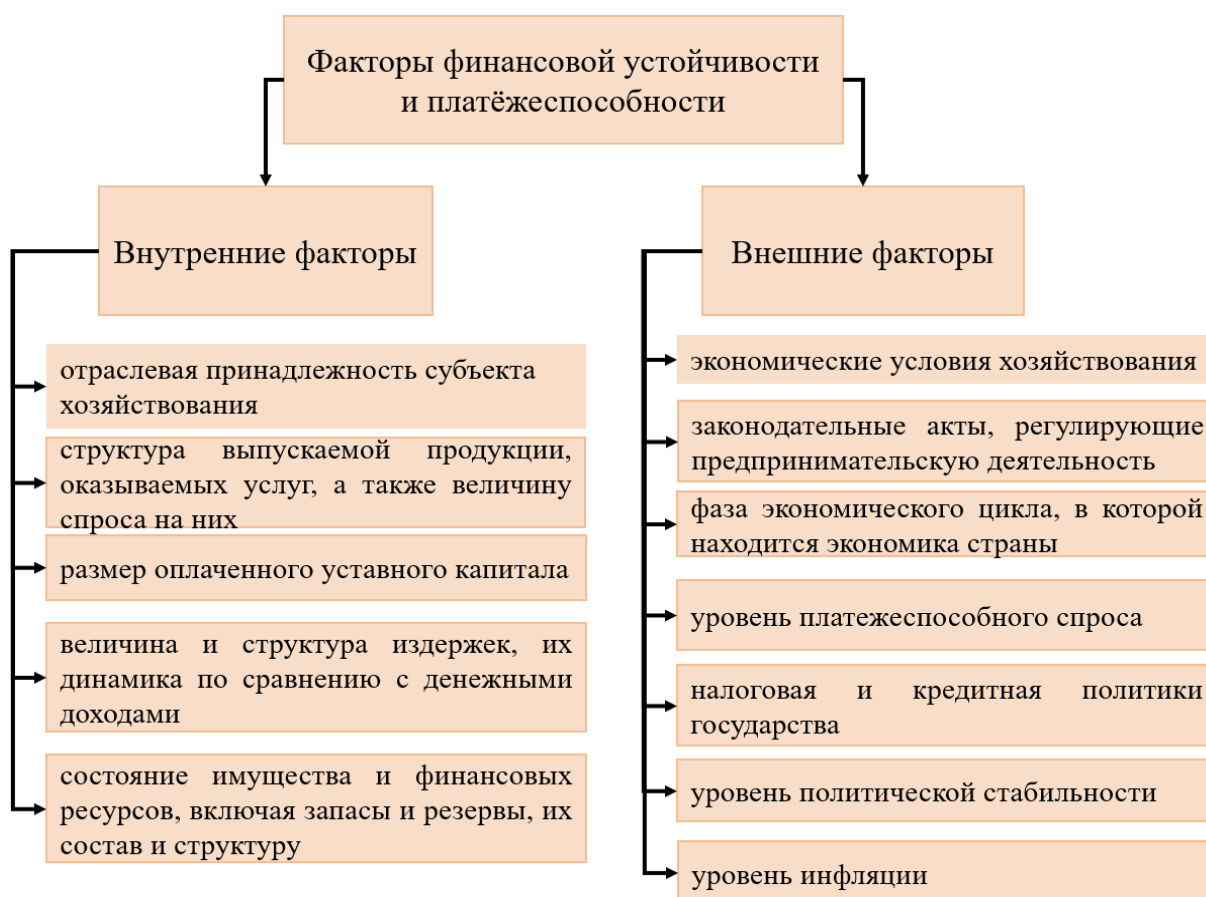 Факторы финансовой устойчивости
и платёжеспособности
Внутренние факторы
отраслевая принадлежность субъекта
хозяйствования
структура выпускаемой продукции,
оказываемых услуг, а также величину
спроса на них
размер оплаченного уставного капитала
величина и структура издержек, их
динамика по сравнению с денежными
доходами
состояние имущества и финансовых
ресурсов, включая запасы и резервы, их
состав и структуру
Внешние факторы
экономические условия хозяйствования
законодательные акты, регулирующие
предпринимательскую деятельность
фаза экономического цикла, в которой
находится экономика страны
уровень платежеспособного спроса
налоговая и кредитная политики
государства
уровень политической стабильности
уровень инфляции